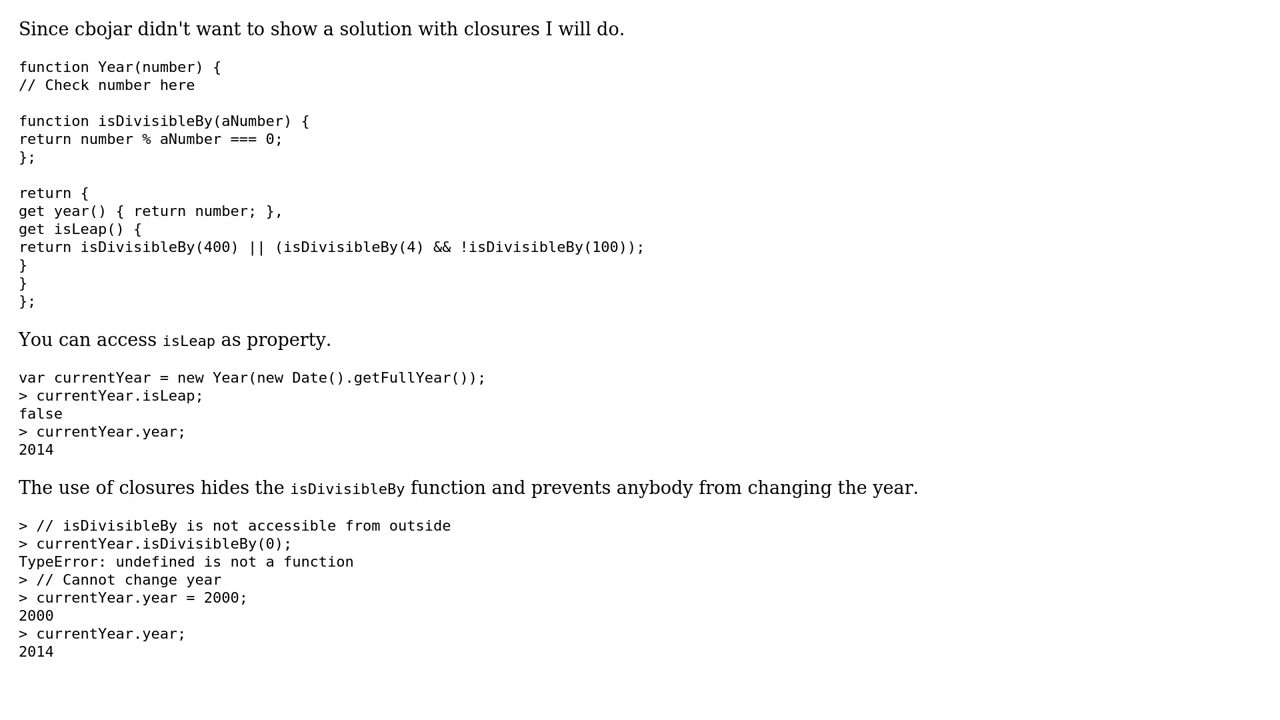 Since cbojar didn't want to show a solution with closures I will do.
function Year(number) {
// Check number here
function isDivisibleBy(aNumber) {
return number % aNumber === 0;
};
return {
get year() { return number; },
get isLeap() {
return isDivisibleBy(400) || (isDivisibleBy(4) && !isDivisibleBy(100));
}
}
};
You can access isLeap as property.
var currentYear = new Year(new Date().getFullYear());
> currentYear.isLeap;
false
> currentYear.year;
2014
The use of closures hides the isDivisibleBy function and prevents anybody from changing the year.
> // isDivisibleBy is not accessible from outside
> currentYear.isDivisibleBy(0);
TypeError: undefined is not a function
> // Cannot change year
> currentYear.year = 2000;
2000
> currentYear.year;
2014